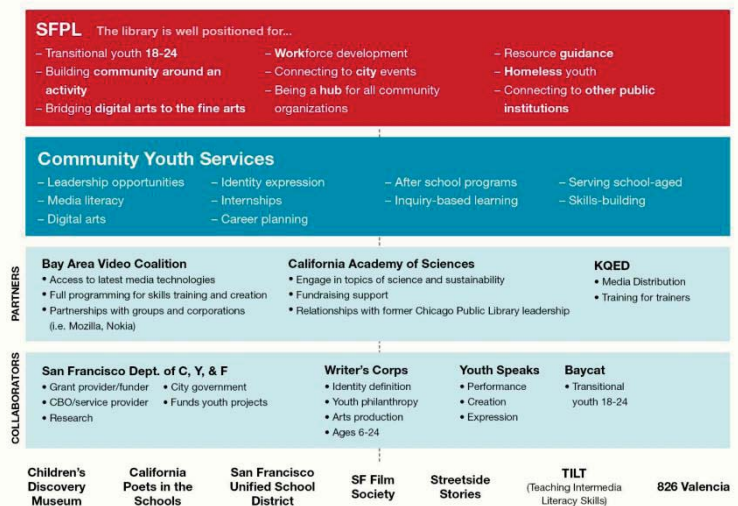 SFPL The library is well positioned for...
– Transitional youth 18-24
– Building community around an
activity
– Bridging digital arts to the fine arts
– Workforce development
– Connecting to city events
– Being a hub for all community
organizations
– Resource guidance
– Homeless youth
– Connecting to other public
institutions
Community Youth Services
– Leadership opportunities
– Media literacy
– Digital arts
– Identity expression
– Internships
– Career planning
– After school programs
– Inquiry-based learning
– Serving school-aged
– Skills-building
PARTNERS
Bay Area Video Coalition
• Access to latest media technologies
• Full programming for skills training and creation
• Partnerships with groups and corporations
(i.e. Mozilla, Nokia)
California Academy of Sciences
• Engage in topics of science and sustainability
• Fundraising support
• Relationships with former Chicago Public Library leadership
KQED
• Media Distribution
• Training for trainers
COLLABORATORS
San Francisco Dept. of C, Y, & F
• Grant provider/funder
• CBO/service provider
• Research
• City government
• Funds youth projects
Writer's Corps
• Identity definition
• Youth philanthropy
• Arts production
• Ages 6-24
Youth Speaks
• Performance
• Creation
• Expression
Baycat
• Transitional
youth 18-24
Children's
Discovery
Museum
California
Poets in the
Schools
San Francisco
Unified School
District
SF Film
Society
Streetside
Stories
TILT
(Teaching Intermedia
Literacy Skills)
826 Valencia